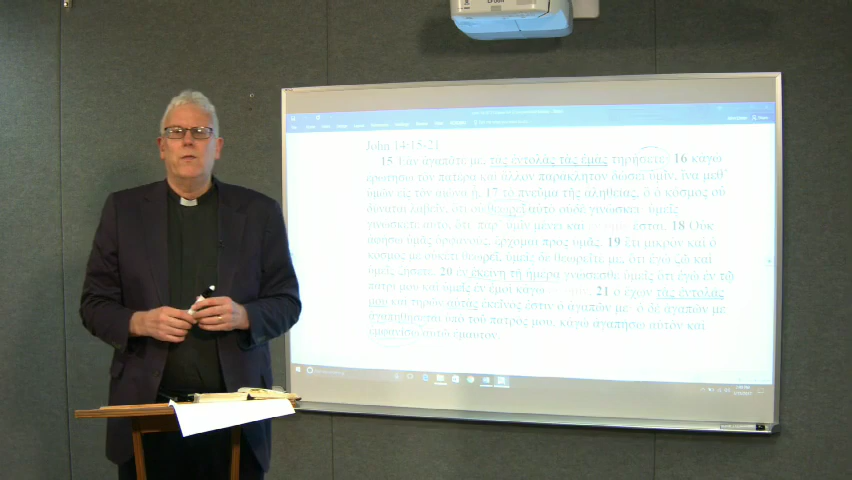 John 14:15-21
15 Ἐὰν ἀγαπᾶτέ με, τὰς ἐντολὰς τὰς ἐμὰς τηρήσετε· 16 κἀγὼ
ἐρωτήσω τὸν πατέρα καὶ ἄλλον παράκλητον δώσει ὑμῖν, ἵνα μεθ’
ὑμῶν εἰς τὸν αἰῶνα ᾖ, 17 τὸ πνεῦμα τῆς ἀληθείας, ὃ ὁ κόσμος οὐ
δύναται λαβεῖν, ὅτι οὐ θεωρεῖ αὐτὸ οὐδὲ γινώσκει· ὑμεῖς
γινώσκετε αὐτό, ὅτι παρ’ ὑμῖν μένει καὶ ἔσται. 18 Οὐκ
ἀφήσω ὑμᾶς ὀρφανούς, ἔρχομαι πρὸς ὑμᾶς. 19 ἔτι μικρὸν καὶ ὁ
κόσμος με οὐκέτι θεωρεῖ, ὑμεῖς δὲ θεωρεῖτέ με, ὅτι ἐγὼ ζῶ καὶ
ὑμεῖς ζήσετε. 20 ἐν ἐκείνῃ τῇ ἡμέρᾳ γνώσεσθε ὑμεῖς ὅτι ἐγὼ ἐν τῷ
πατρί μου καὶ ὑμεῖς ἐν ἐμοὶ κἀγὼ 21 ὁ ἔχων τὰς ἐντολάς
μου καὶ τηρῶν αὐτὰς ἐκεῖνός ἐστιν ὁ ἀγαπῶν με· ὁ δὲ ἀγαπῶν με
ἀγαπηθήσεται ὑπὸ τοῦ πατρός μου, κἀγὼ ἀγαπήσω αὐτὸν καὶ
ἐμφανίσω αὐτῷ ἐμαυτόν.